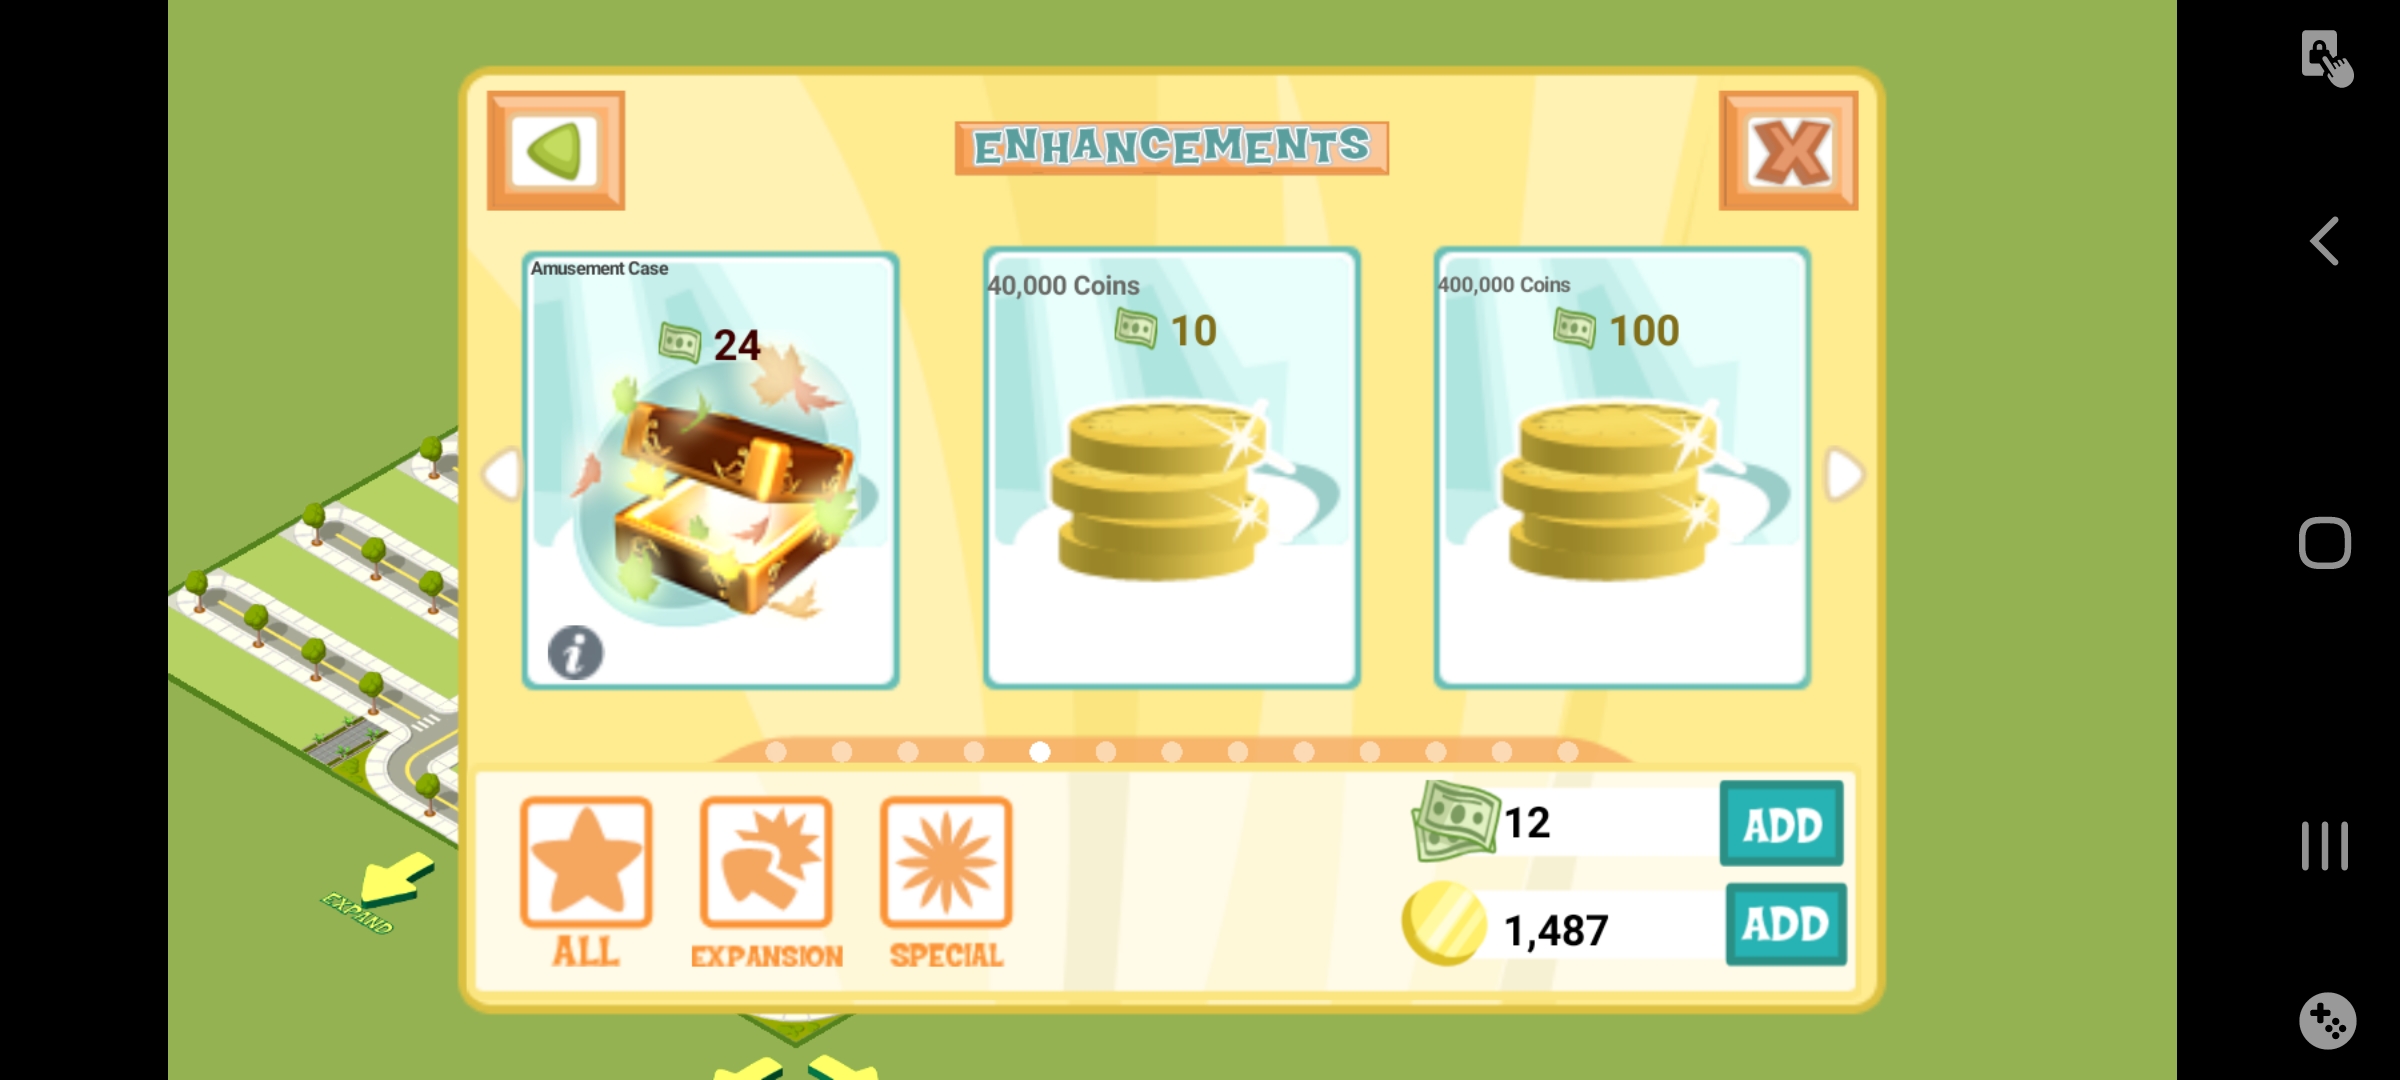 ENHANCEMENTS
Amusement Case
24
40,000 Coins
10
400,000 Coins
100
i
EXPAND
ALL
EXPANSION
SPECIAL
12
ADD
1,487
ADD